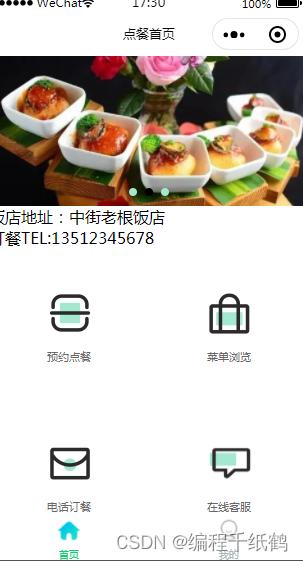 WeChat 17:30 100%
点餐首页
饭店地址：中街老根饭店
订餐TEL:13512345678
预约点餐 菜单浏览
电话订餐 在线客服
首页 我的
CSDN @编程千纸鹤